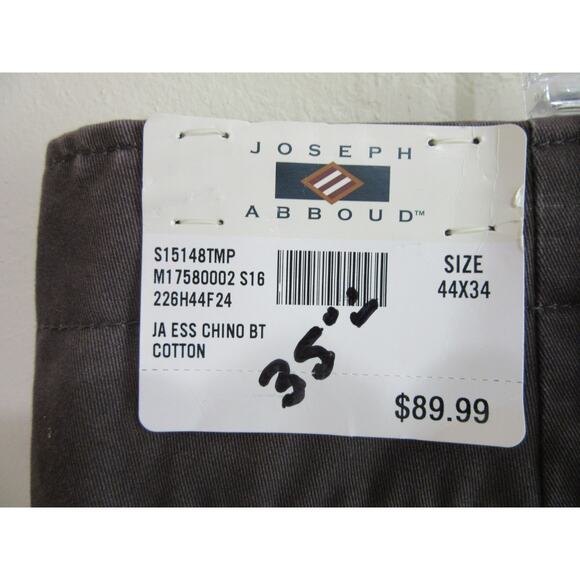 JOSEPH
ABBOUD™
S15148TMP
M17580002 S16
226H44F24
SIZE
44X34
JA ESS CHINO BT
COTTON
35"
$89.99